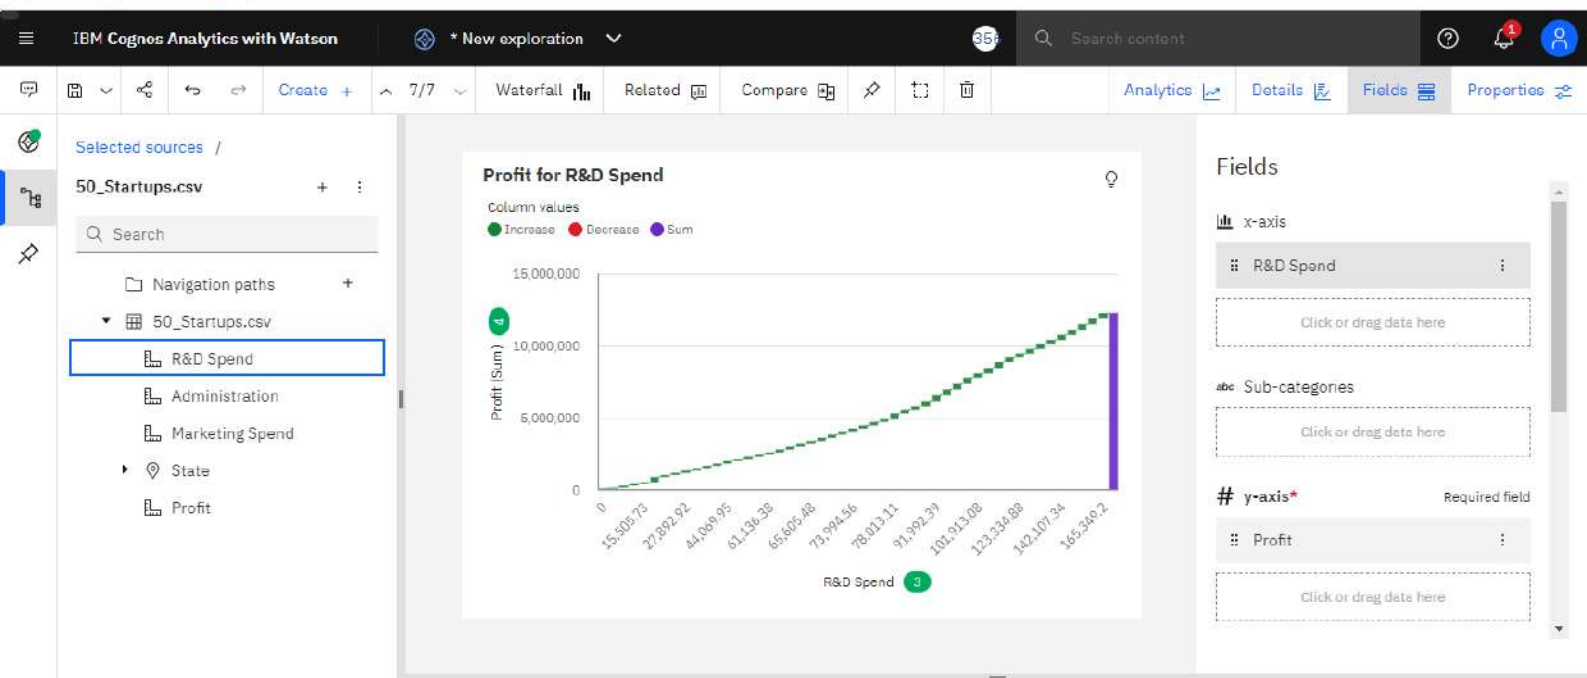 IBM Cognos Analytics with Watson
* New exploration
Search content
1
Create +
7/7
Waterfall
Related
Compare
Analytics
Details
Fields
Properties
Selected sources /
50_Startups.csv
Search
Navigation paths
50_Startups.csv
R&D Spend
Administration
Marketing Spend
State
Profit
Profit for R&D Spend
Column values
Increase
Decrease
Sum
15,000,000
10,000,000
5,000,000
0
Profit (Sum)
4
0
15,505.73
27,892.92
44,069.95
61,136.38
65,605.48
73,994.56
78,013.11
91,992.39
101,913.08
123,334.88
142,107.34
165,349.2
R&D Spend
3
Fields
x-axis
R&D Spend
Click or drag data here
abc Sub-categories
Click or drag data here
# y-axis*
Required field
Profit
Click or drag data here